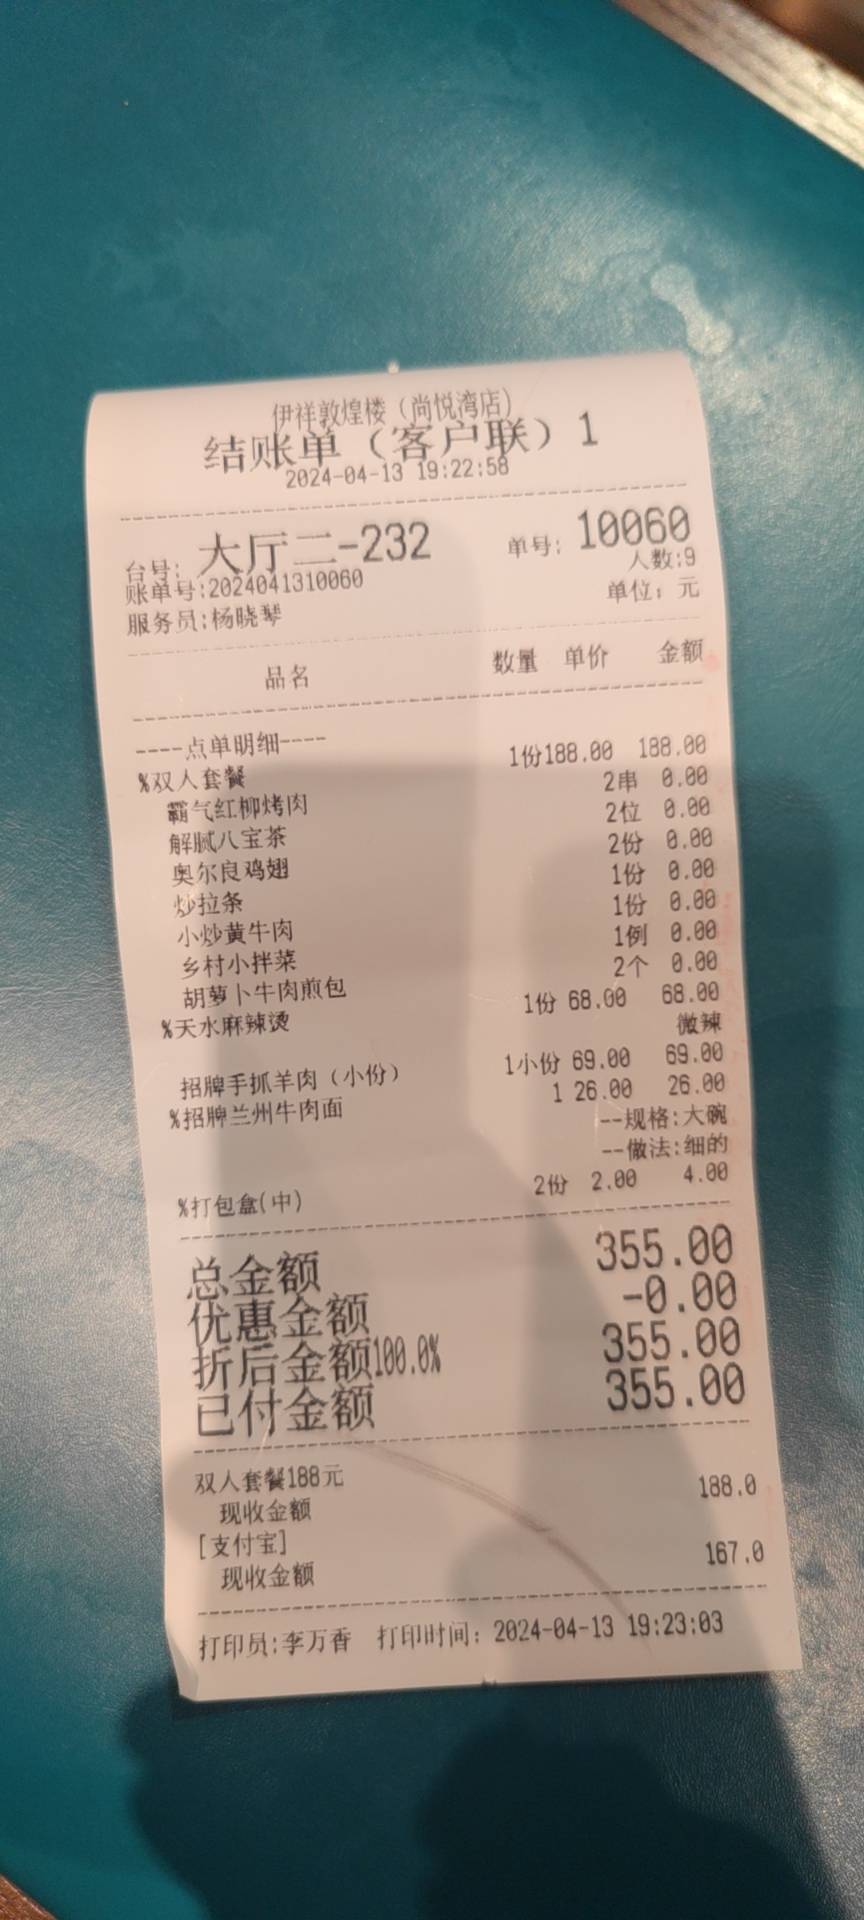 伊祥敦煌楼（尚悦湾店）
结账单（客户联）1
2024-04-13 19:22:58
台号: 大厅二-232 单号: 10060
账单号:2024041310060 人数:9
服务员:杨晓琴 单位：元
品名 数量 单价 金额
----点单明细----
%双人套餐 1份188.00 188.00
霸气红柳烤肉 2串 0.00
解腻八宝茶 2位 0.00
奥尔良鸡翅 2份 0.00
炒拉条 1份 0.00
小炒黄牛肉 1份 0.00
乡村小拌菜 1例 0.00
胡萝卜牛肉煎包 2个 0.00
%天水麻辣烫 1份 68.00 68.00
微辣
招牌手抓羊肉（小份） 1小份 69.00 69.00
%招牌兰州牛肉面 1 26.00 26.00
--规格:大碗
--做法:细的
%打包盒(中) 2份 2.00 4.00
总金额 355.00
优惠金额 -0.00
折后金额100.0% 355.00
已付金额 355.00
双人套餐188元
现收金额 188.0
[支付宝]
现收金额 167.0
打印员:李万香 打印时间：2024-04-13 19:23:03